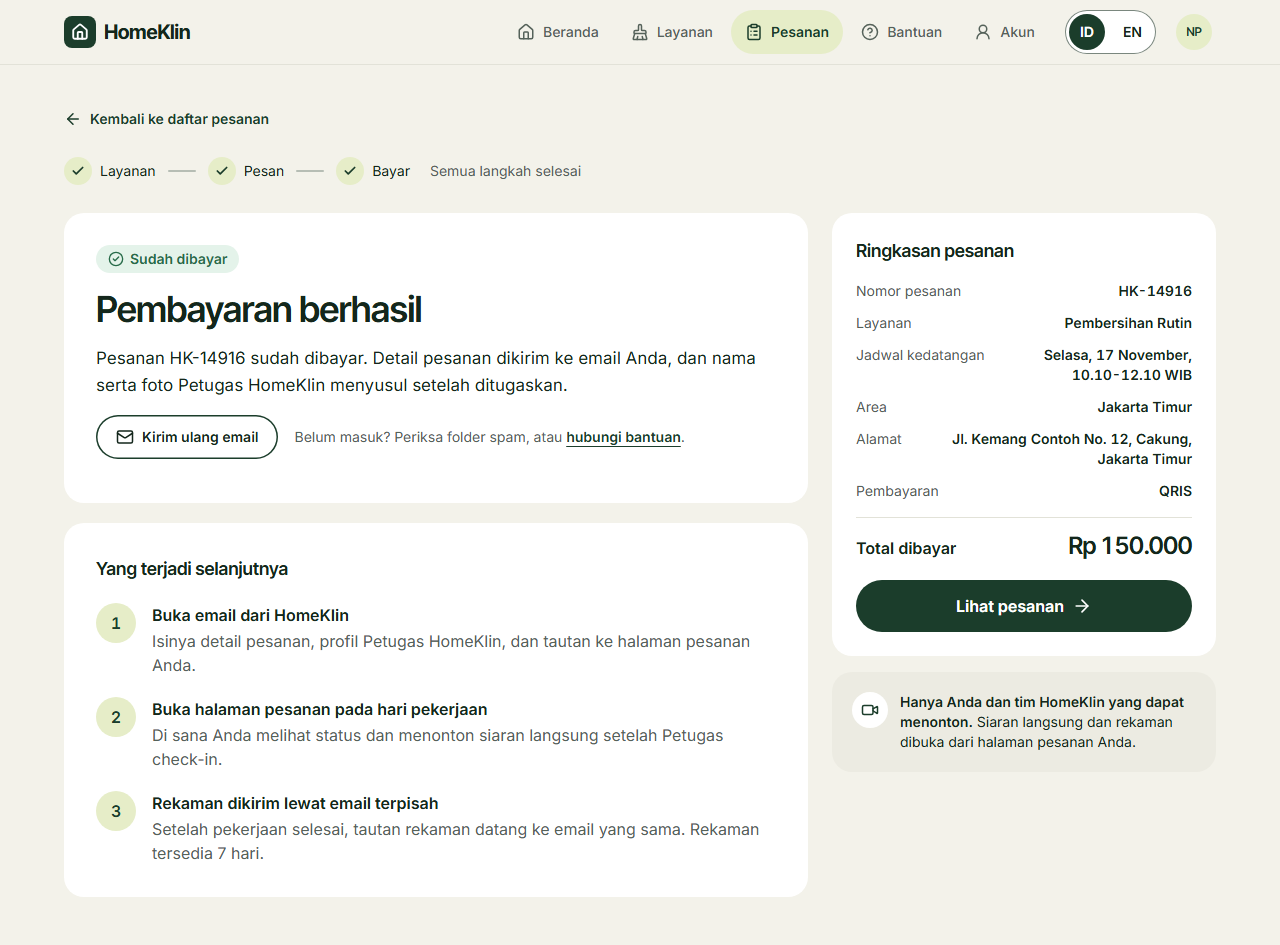 HomeKlin
Beranda
Layanan
Pesanan
Bantuan
Akun
ID
EN
NP
Kembali ke daftar pesanan
Layanan
Pesan
Bayar
Semua langkah selesai
Sudah dibayar
Pembayaran berhasil
Pesanan HK-14916 sudah dibayar. Detail pesanan dikirim ke email Anda, dan nama
serta foto Petugas HomeKlin menyusul setelah ditugaskan.
Kirim ulang email
Belum masuk? Periksa folder spam, atau hubungi bantuan.
Yang terjadi selanjutnya
1
Buka email dari HomeKlin
Isinya detail pesanan, profil Petugas HomeKlin, dan tautan ke halaman pesanan
Anda.
2
Buka halaman pesanan pada hari pekerjaan
Di sana Anda melihat status dan menonton siaran langsung setelah Petugas
check-in.
3
Rekaman dikirim lewat email terpisah
Setelah pekerjaan selesai, tautan rekaman datang ke email yang sama. Rekaman
tersedia 7 hari.
Ringkasan pesanan
Nomor pesanan HK-14916
Layanan Pembersihan Rutin
Jadwal kedatangan Selasa, 17 November,
10.10-12.10 WIB
Area Jakarta Timur
Alamat Jl. Kemang Contoh No. 12, Cakung,
Jakarta Timur
Pembayaran QRIS
Total dibayar Rp 150.000
Lihat pesanan
Hanya Anda dan tim HomeKlin yang dapat
menonton. Siaran langsung dan rekaman
dibuka dari halaman pesanan Anda.